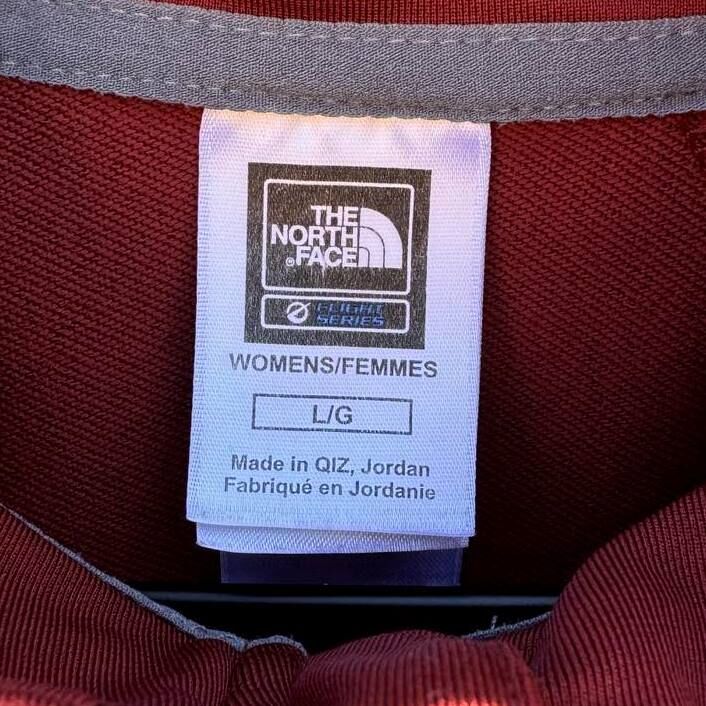 THE
NORTH
®FACE
FLIGHT
SERIES
WOMENS/FEMMES
L/G
Made in QIZ, Jordan
Fabriqué en Jordanie